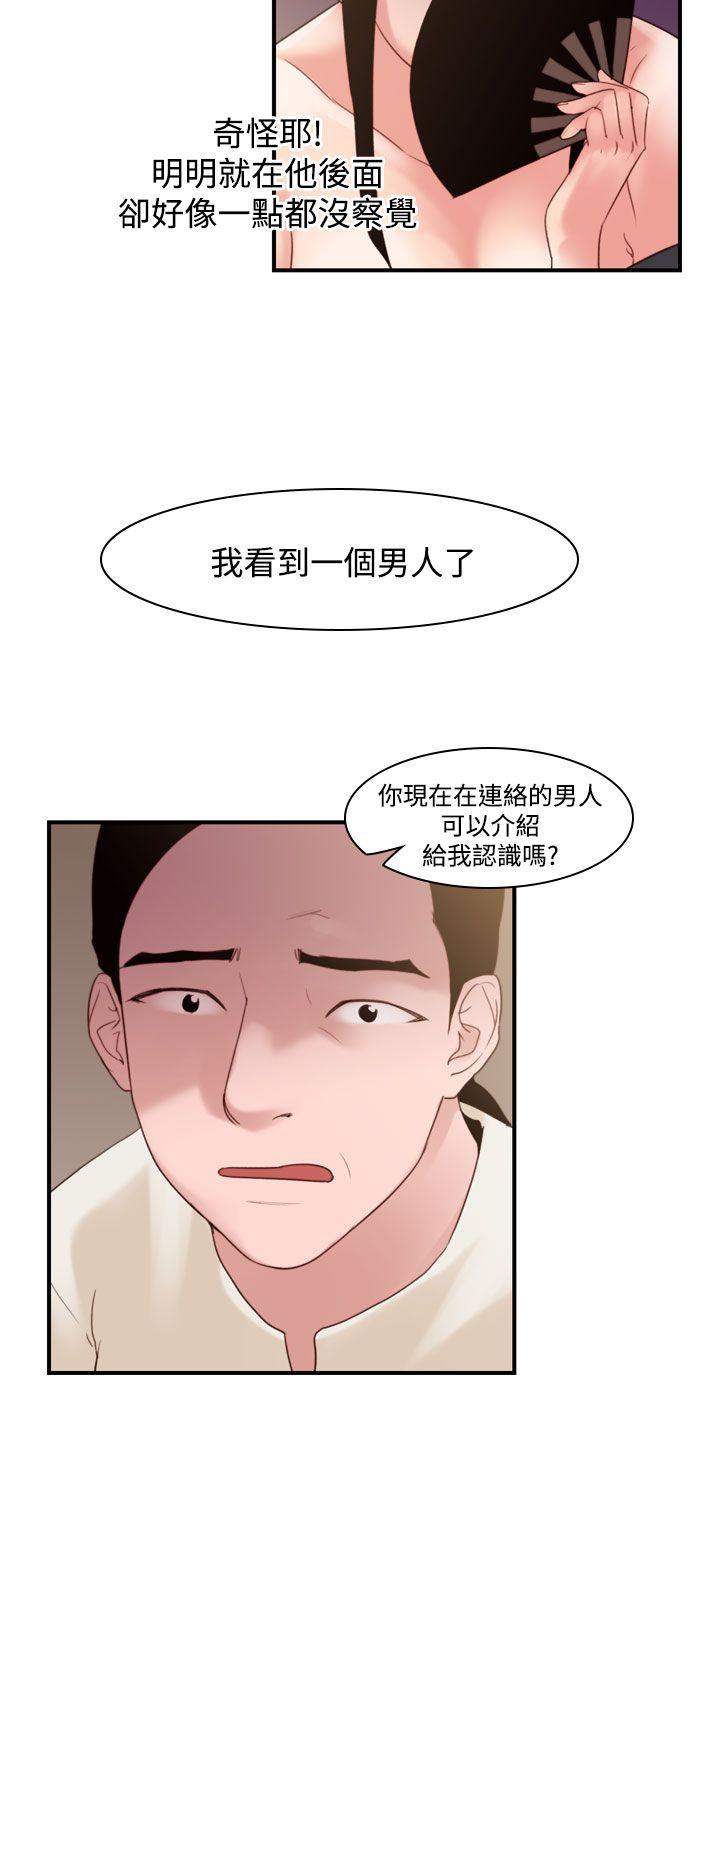 奇怪耶!
明明就在他後面
卻好像一點都沒察覺
我看到一個男人了
你現在在連絡的男人
可以介紹
給我認識嗎?